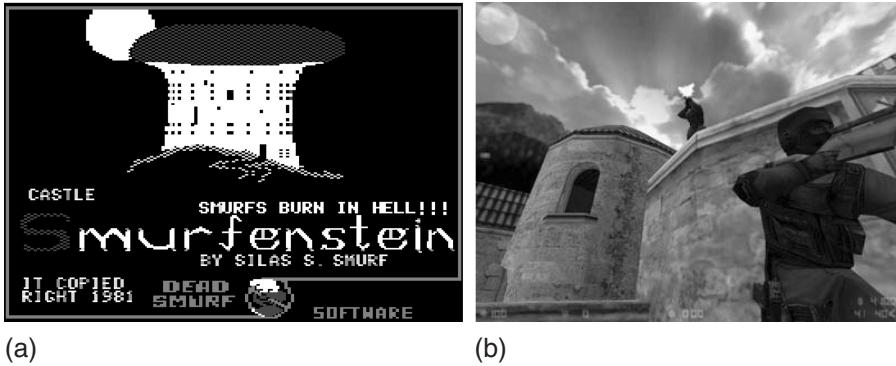 CASTLE
SMURFS BURN IN HELL!!!
Smurfenstein
BY SILAS S. SMURF
IT COPIED
RIGHT 1981
DEAD
SMURF
SOFTWARE
(a)
(b)